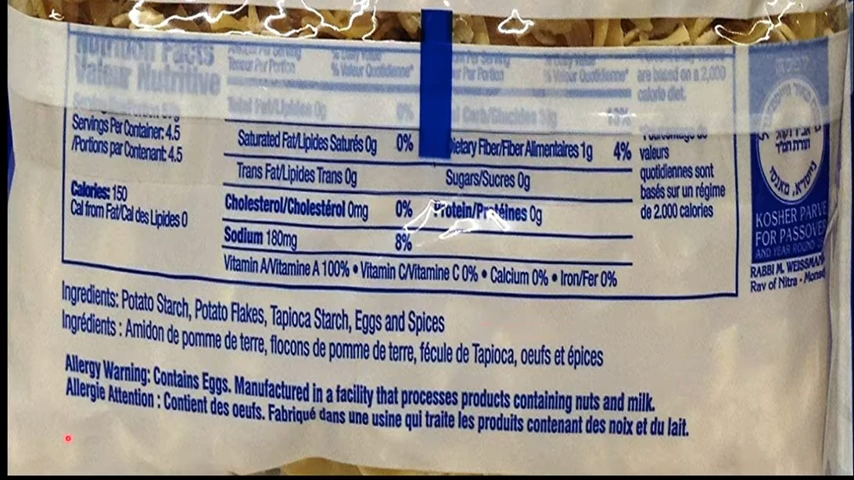 Nutrition Facts
Valeur Nutritive
Servings Per Container: 4.5
/Portions par Contenant: 4.5
Calories: 150
Cal from Fat/Cal des Lipides 0
Amount Per Serving % Daily Value*
Teneur Par Portion % Valeur Quotidienne*
Total Fat/Lipides 0g 0%
Saturated Fat/Lipides Saturés 0g 0%
Trans Fat/Lipides Trans 0g
Cholesterol/Cholestérol 0mg 0%
Sodium 180mg 8%
% Daily Value*
Par Portion % Valeur Quotidienne*
Carb/Glucides
Dietary Fiber/Fiber Alimentaires 1g 4%
Sugars/Sucres 0g
Protein/Protéines 0g
Vitamin A/Vitamine A 100% • Vitamin C/Vitamine C 0% • Calcium 0% • Iron/Fer 0%
are based on a 2,000
calorie diet.
valeurs
quotidiennes sont
basés sur un régime
de 2.000 calories
KOSHER PARVE
FOR PASSOVER
AND YEAR ROUND
RABBI M. WEISSMAN
Rav of Nitra - Monsey
Ingredients: Potato Starch, Potato Flakes, Tapioca Starch, Eggs and Spices
Ingrédients : Amidon de pomme de terre, flocons de pomme de terre, fécule de Tapioca, oeufs et épices
Allergy Warning: Contains Eggs. Manufactured in a facility that processes products containing nuts and milk.
Allergie Attention : Contient des oeufs. Fabriqué dans une usine qui traite les produits contenant des noix et du lait.